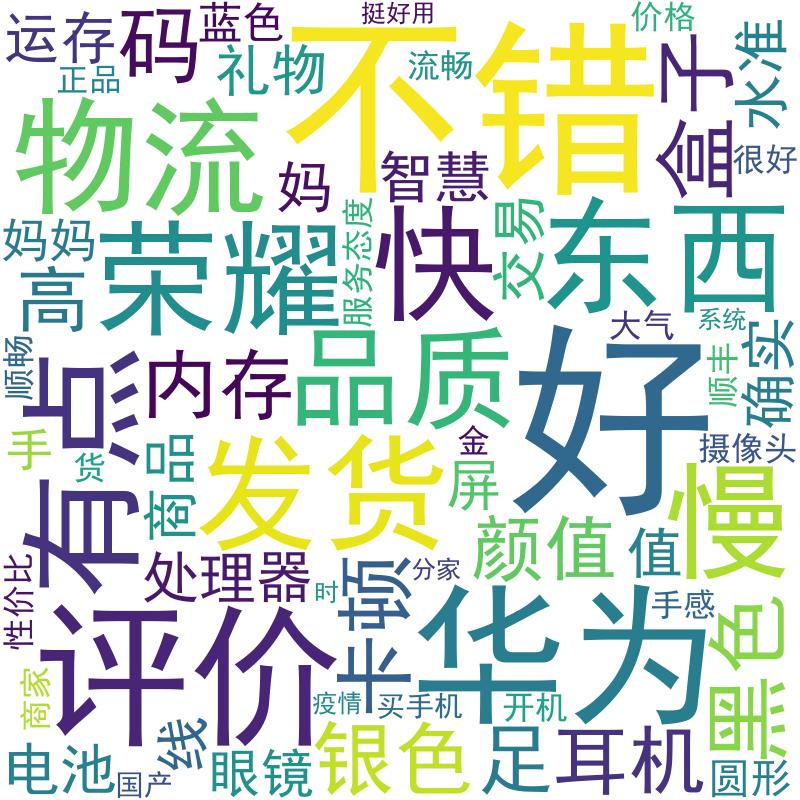 运存
码
蓝色
挺好用
价格
正品
礼物
流畅
不错
子盒
水准
物流
妈
智慧
很好
妈妈
荣耀
服务态度
快
交易
东西
高
大气
系统
顺畅
有点
内存
品质
好
顺丰
确实
手
货
商品
发货
金
屏
摄像头
慢
颜值
值
性价比
处理器
卡顿
分家
时
评价
华为
手感
黑色
商家
疫情
买手机
开机
线
银色
足
耳机
电池
国产
眼镜
圆形